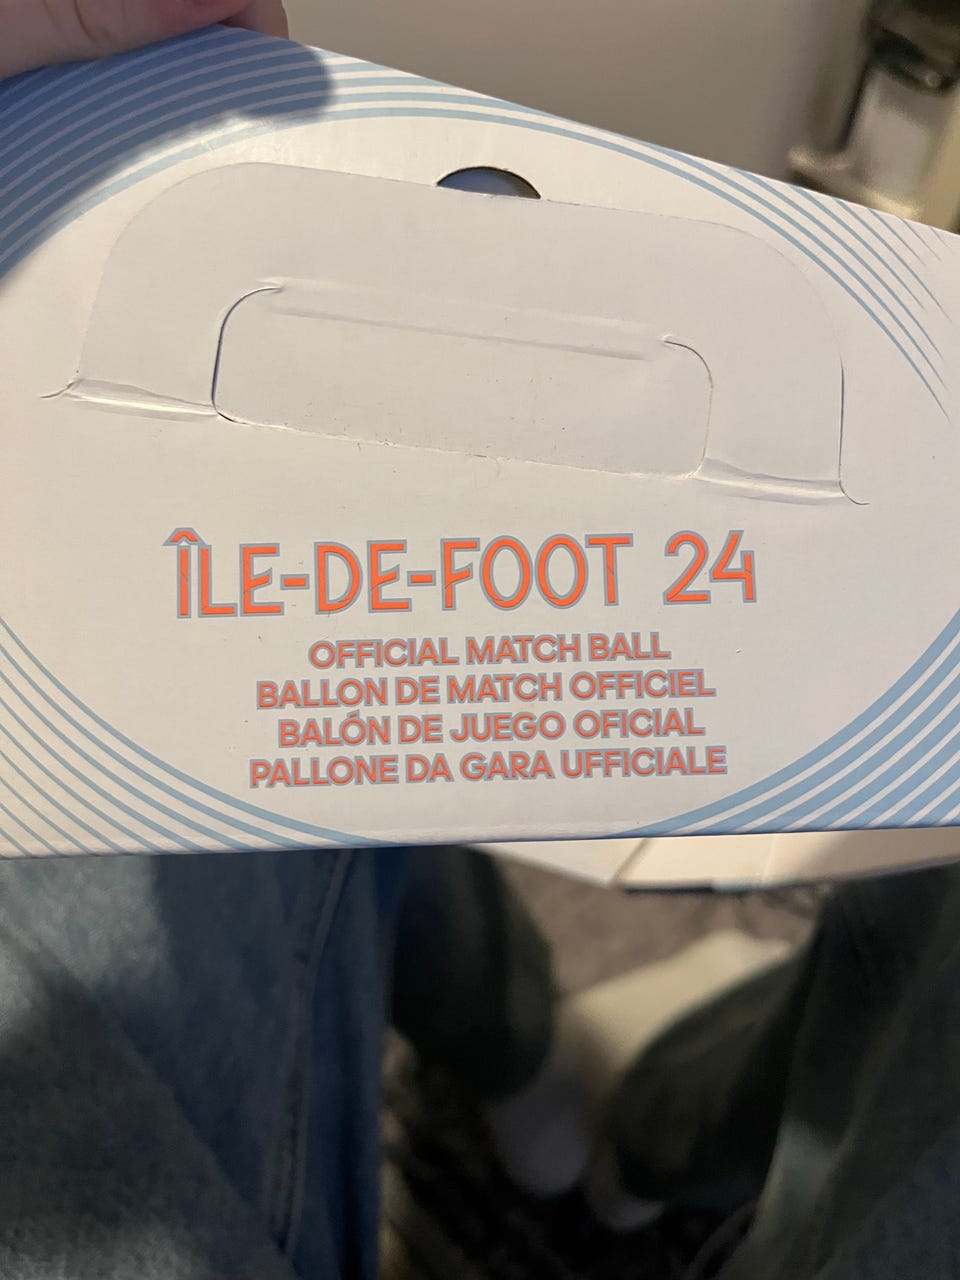 ÎLE-DE-FOOT 24
OFFICIAL MATCH BALL
BALLON DE MATCH OFFICIEL
BALÓN DE JUEGO OFICIAL
PALLONE DA GARA UFFICIALE